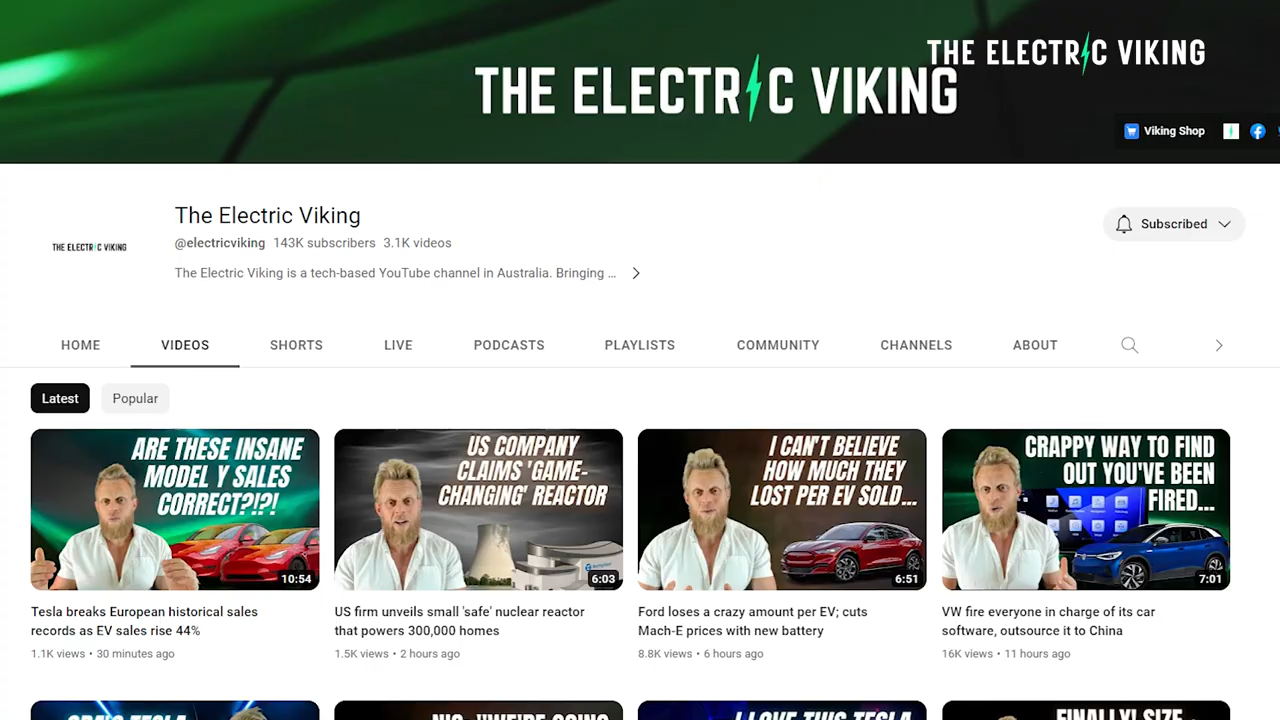 THE ELECTRIC VIKING
THE ELECTRIC VIKING
Viking Shop
THE ELECTRIC VIKING
The Electric Viking
@electricviking 143K subscribers 3.1K videos
The Electric Viking is a tech-based YouTube channel in Australia. Bringing ...
Subscribed
HOME VIDEOS SHORTS LIVE PODCASTS PLAYLISTS COMMUNITY CHANNELS ABOUT
Latest Popular
ARE THESE INSANE
MODEL Y SALES
CORRECT?!?!
10:54
US COMPANY
CLAIMS 'GAME-
CHANGING' REACTOR
6:03
I CAN'T BELIEVE
HOW MUCH THEY
LOST PER EV SOLD...
6:51
CRAPPY WAY TO FIND
OUT YOU'VE BEEN
FIRED...
7:01
Tesla breaks European historical sales
records as EV sales rise 44%
1.1K views • 30 minutes ago
US firm unveils small 'safe' nuclear reactor
that powers 300,000 homes
1.5K views • 2 hours ago
Ford loses a crazy amount per EV; cuts
Mach-E prices with new battery
8.8K views • 6 hours ago
VW fire everyone in charge of its car
software, outsource it to China
16K views • 11 hours ago
I LOVE THIS TESLA
FINALLY! SIZE